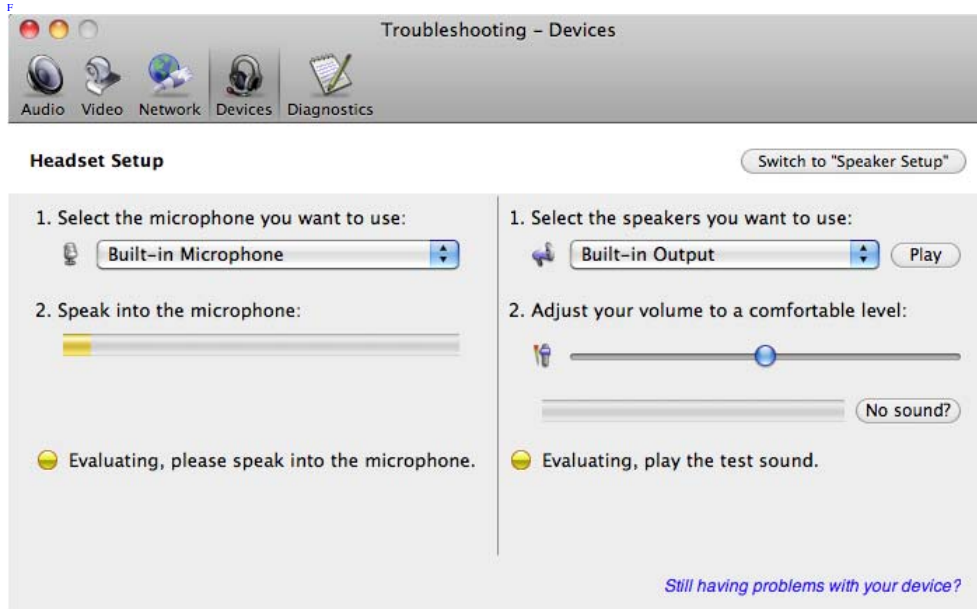 F
Troubleshooting – Devices
Audio Video Network Devices Diagnostics
Headset Setup
Switch to "Speaker Setup"
1. Select the microphone you want to use:
Built-in Microphone
2. Speak into the microphone:
Evaluating, please speak into the microphone.
1. Select the speakers you want to use:
Built-in Output
Play
2. Adjust your volume to a comfortable level:
No sound?
Evaluating, play the test sound.
Still having problems with your device?